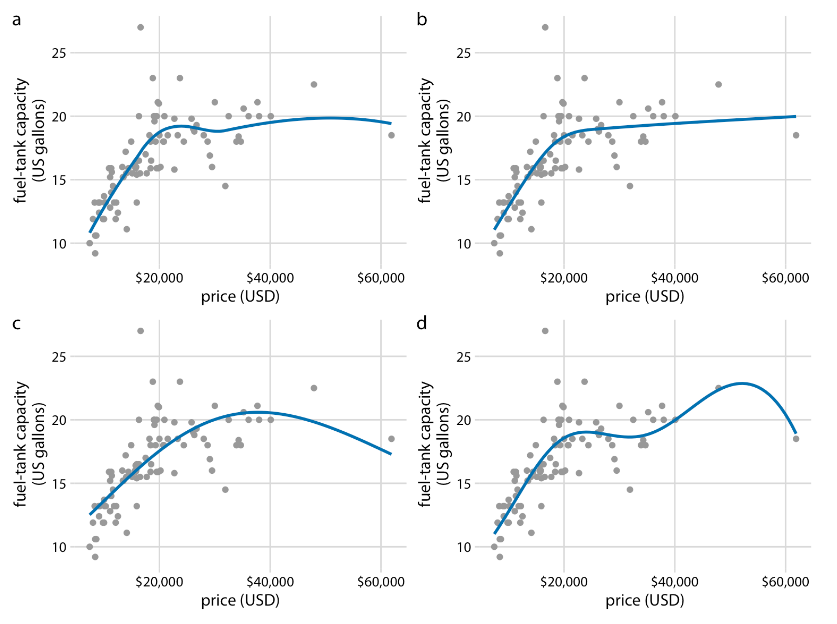 a
fuel-tank capacity
(US gallons)
25
20
15
10
$20,000 $40,000 $60,000
price (USD)
b
fuel-tank capacity
(US gallons)
25
20
15
10
$20,000 $40,000 $60,000
price (USD)
c
fuel-tank capacity
(US gallons)
25
20
15
10
$20,000 $40,000 $60,000
price (USD)
d
fuel-tank capacity
(US gallons)
25
20
15
10
$20,000 $40,000 $60,000
price (USD)